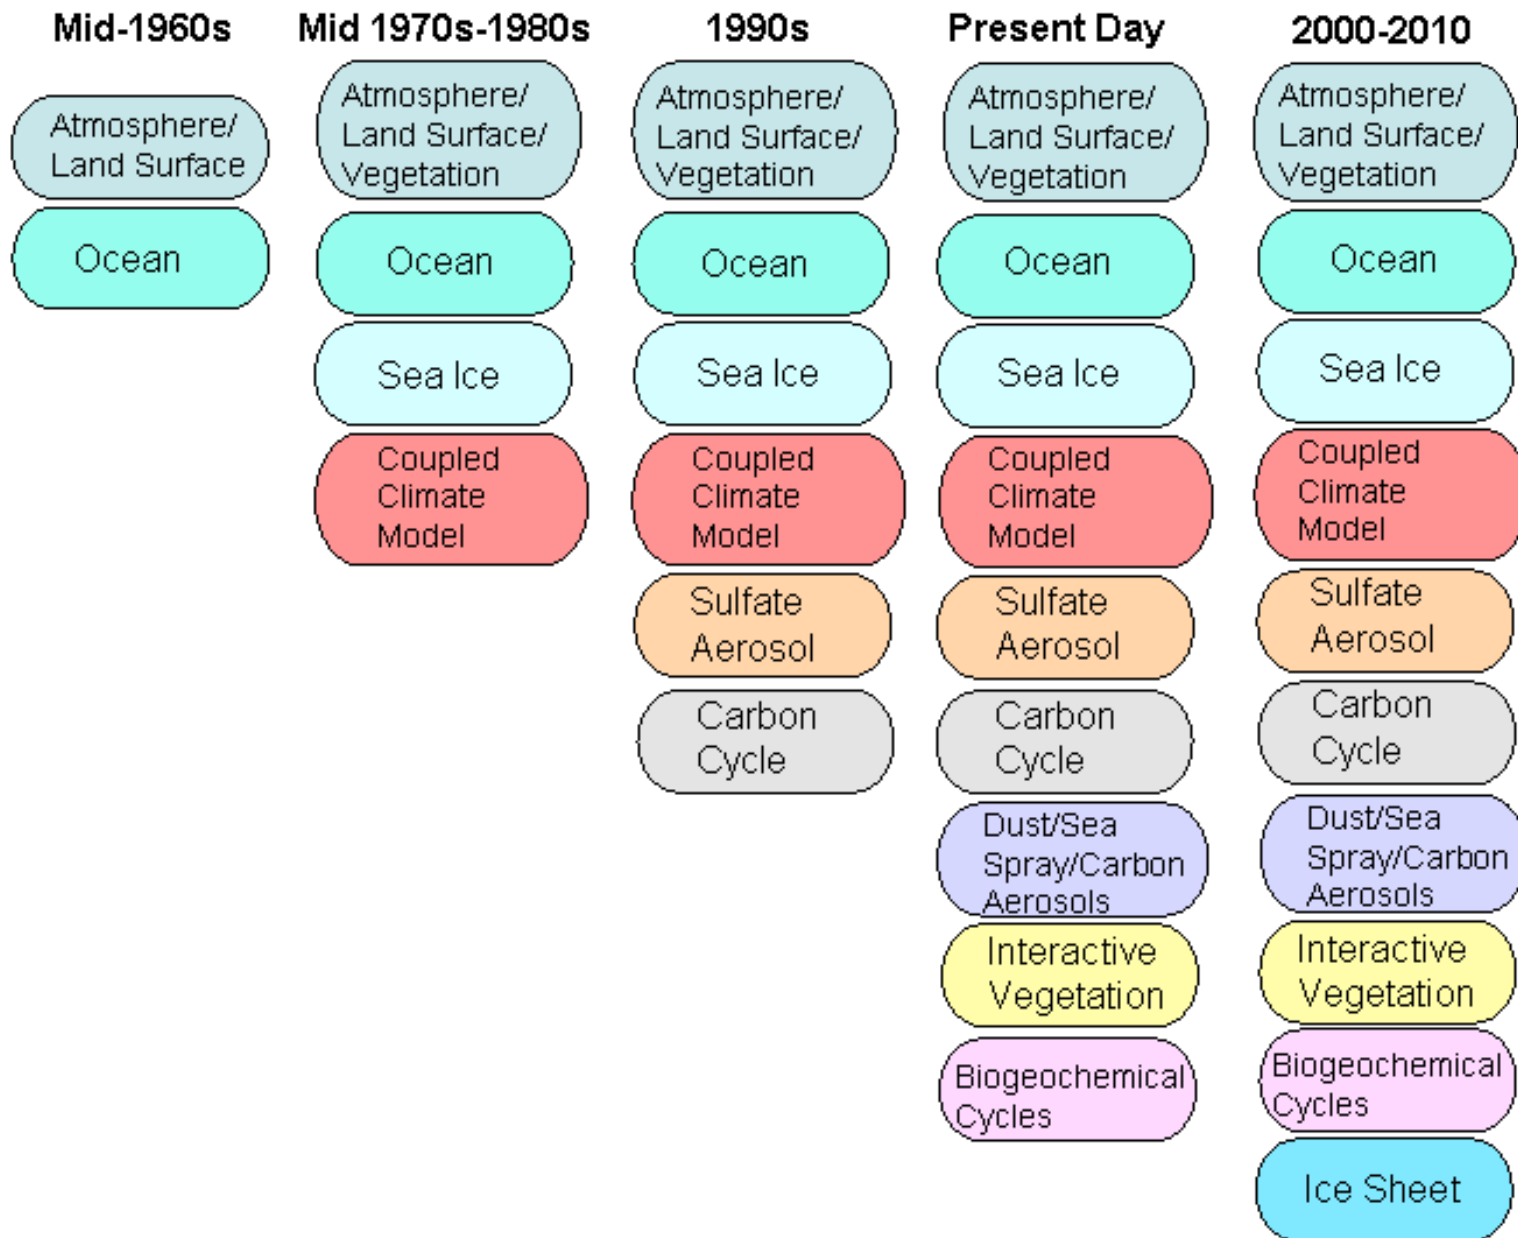 Mid-1960s
Atmosphere/
Land Surface
Ocean
Mid 1970s-1980s
Atmosphere/
Land Surface/
Vegetation
Ocean
Sea Ice
Coupled
Climate
Model
1990s
Atmosphere/
Land Surface/
Vegetation
Ocean
Sea Ice
Coupled
Climate
Model
Sulfate
Aerosol
Carbon
Cycle
Present Day
Atmosphere/
Land Surface/
Vegetation
Ocean
Sea Ice
Coupled
Climate
Model
Sulfate
Aerosol
Carbon
Cycle
Dust/Sea
Spray/Carbon
Aerosols
Interactive
Vegetation
Biogeochemical
Cycles
2000-2010
Atmosphere/
Land Surface/
Vegetation
Ocean
Sea Ice
Coupled
Climate
Model
Sulfate
Aerosol
Carbon
Cycle
Dust/Sea
Spray/Carbon
Aerosols
Interactive
Vegetation
Biogeochemical
Cycles
Ice Sheet